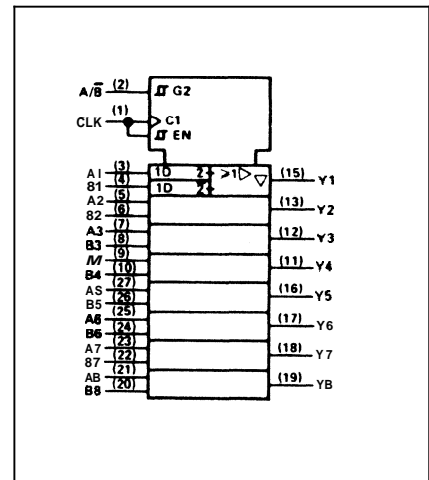 A/B̅ (2) G2
(1)
CLK C1
EN
A1 (3) 1D 2 ≥1 ▷ ▽ (15) Y1
81 (4) 1D 2̅
A2 (5) (13) Y2
82 (6)
A3 (7) (12) Y3
B3 (8)
M (9) (11) Y4
B4 (10)
AS (27) (16) Y5
B5 (26)
A6 (25) (17) Y6
B6 (24)
A7 (23) (18) Y7
87 (22)
AB (21) (19) YB
B8 (20)